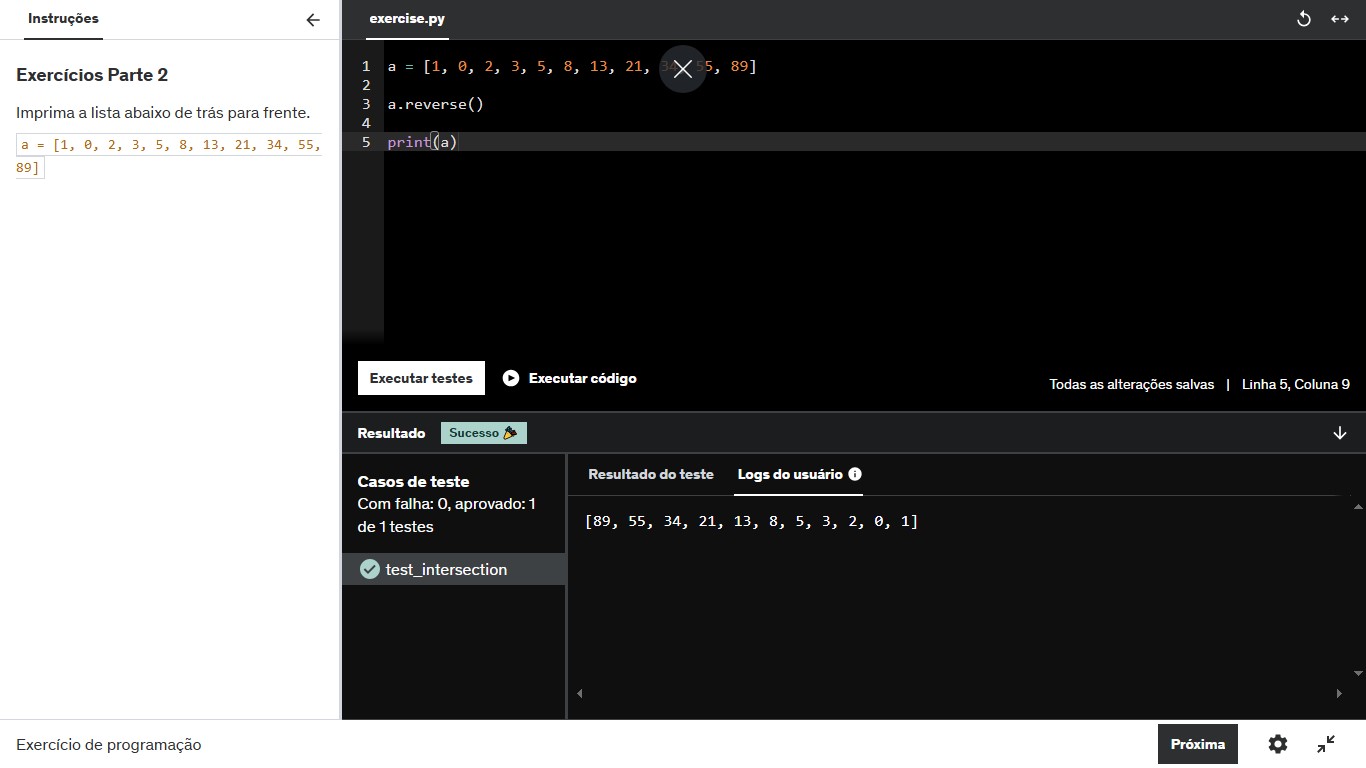 Instruções
Exercícios Parte 2
Imprima a lista abaixo de trás para frente.
a = [1, 0, 2, 3, 5, 8, 13, 21, 34, 55,
89]
exercise.py
1 a = [1, 0, 2, 3, 5, 8, 13, 21, 34, 55, 89]
2
3 a.reverse()
4
5 print(a)
Executar testes
Executar código
Todas as alterações salvas | Linha 5, Coluna 9
Resultado
Sucesso
Casos de teste
Com falha: 0, aprovado: 1
de 1 testes
test_intersection
Resultado do teste
Logs do usuário
[89, 55, 34, 21, 13, 8, 5, 3, 2, 0, 1]
Exercício de programação
Próxima